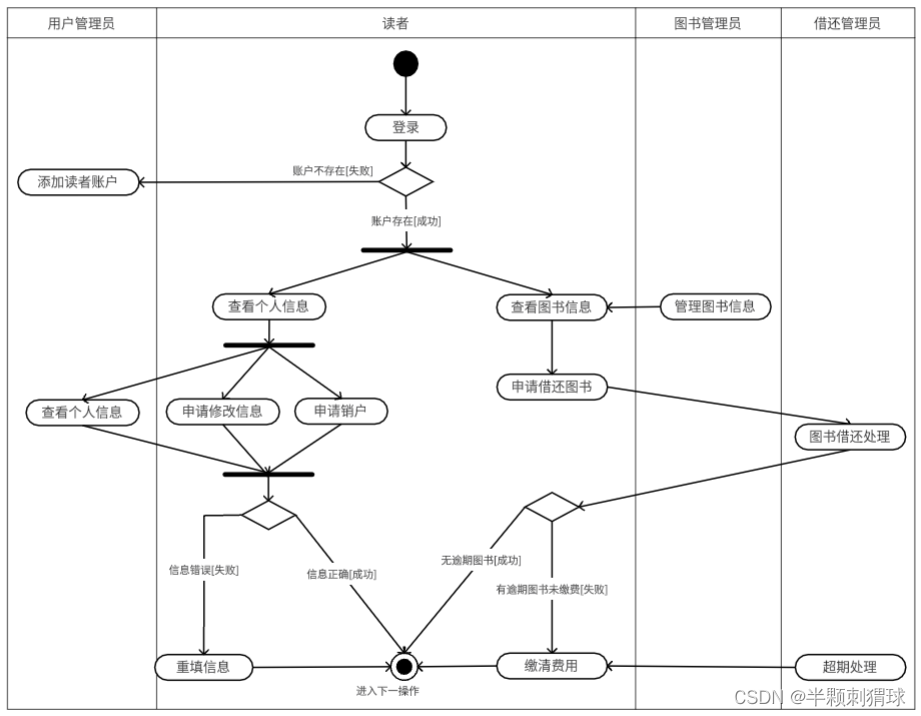 用户管理员
读者
图书管理员
借还管理员
登录
账户不存在[失败]
添加读者账户
账户存在[成功]
查看个人信息
查看图书信息
管理图书信息
申请借还图书
查看个人信息
申请修改信息
申请销户
图书借还处理
无逾期图书[成功]
信息错误[失败]
信息正确[成功]
有逾期图书未缴费[失败]
重填信息
缴清费用
超期处理
进入下一操作
CSDN @半颗刺猬球